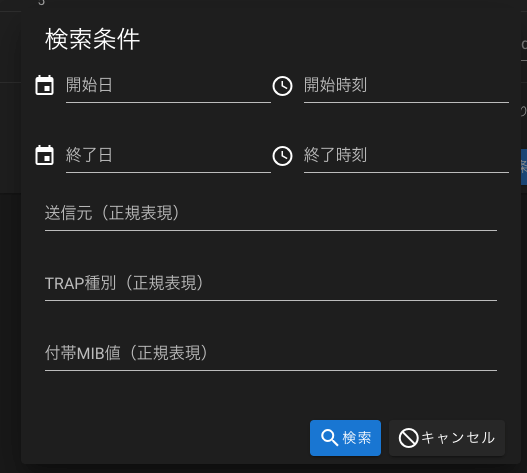 検索条件
開始日 開始時刻
終了日 終了時刻
送信元（正規表現）
TRAP種別（正規表現）
付帯MIB値（正規表現）
検索 キャンセル